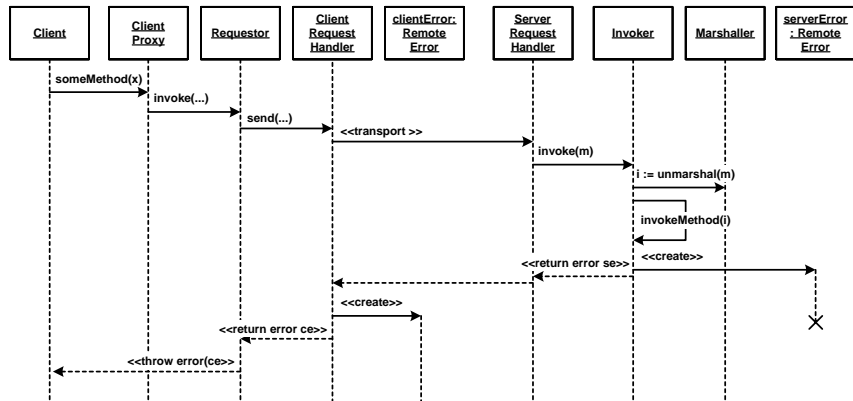 Client
Client
Proxy
Requestor
Client
Request
Handler
clientError:
Remote
Error
Server
Request
Handler
Invoker
Marshaller
serverError
: Remote
Error
someMethod(x)
invoke(...)
send(...)
<<transport >>
invoke(m)
i := unmarshal(m)
invokeMethod(i)
<<return error se>>
<<create>>
<<create>>
<<return error ce>>
<<throw error(ce>>